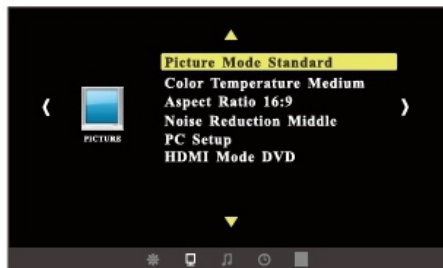 Picture Mode Standard
Color Temperature Medium
Aspect Ratio 16:9
Noise Reduction Middle
PC Setup
HDMI Mode DVD
PICTURE